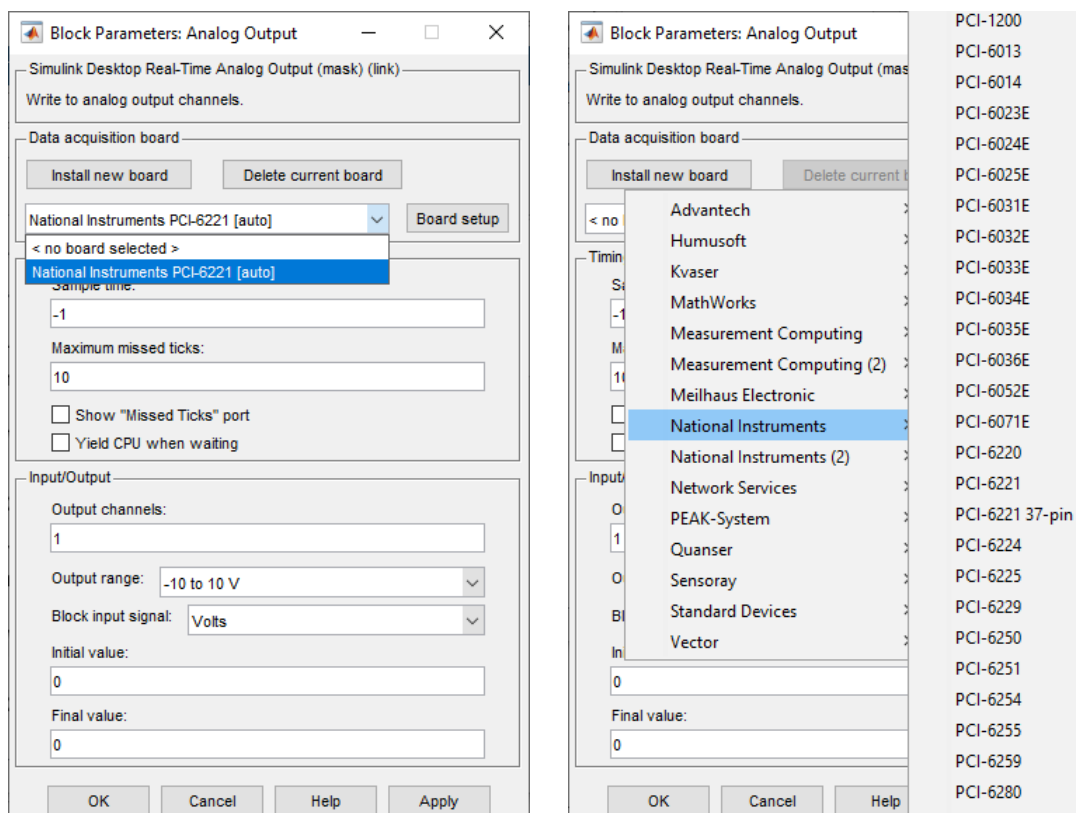 Block Parameters: Analog Output
Simulink Desktop Real-Time Analog Output (mask) (link)
Write to analog output channels.
Data acquisition board
Install new board
Delete current board
National Instruments PCI-6221 [auto]
Board setup
< no board selected >
National Instruments PCI-6221 [auto]
Sample time:
-1
Maximum missed ticks:
10
Show "Missed Ticks" port
Yield CPU when waiting
Input/Output
Output channels:
1
Output range:
-10 to 10 V
Block input signal:
Volts
Initial value:
0
Final value:
0
OK
Cancel
Help
Apply
Block Parameters: Analog Output
Simulink Desktop Real-Time Analog Output (mas
Write to analog output channels.
Data acquisition board
Install new board
Delete current
< no
Timin
-1
10
Input/
1
Advantech
Humusoft
Kvaser
MathWorks
Measurement Computing
Measurement Computing (2)
Meilhaus Electronic
National Instruments
National Instruments (2)
Network Services
PEAK-System
Quanser
Sensoray
Standard Devices
Vector
0
Final value:
0
OK
Cancel
Help
PCI-1200
PCI-6013
PCI-6014
PCI-6023E
PCI-6024E
PCI-6025E
PCI-6031E
PCI-6032E
PCI-6033E
PCI-6034E
PCI-6035E
PCI-6036E
PCI-6052E
PCI-6071E
PCI-6220
PCI-6221
PCI-6221 37-pin
PCI-6224
PCI-6225
PCI-6229
PCI-6250
PCI-6251
PCI-6254
PCI-6255
PCI-6259
PCI-6280